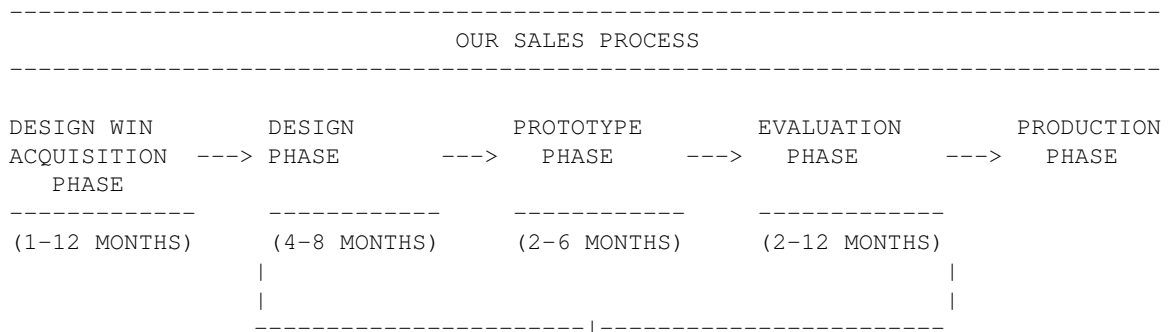 OUR SALES PROCESS
DESIGN WIN DESIGN PROTOTYPE EVALUATION PRODUCTION
ACQUISITION ---> PHASE ---> PHASE ---> PHASE ---> PHASE
PHASE
(1-12 MONTHS) (4-8 MONTHS) (2-6 MONTHS) (2-12 MONTHS)